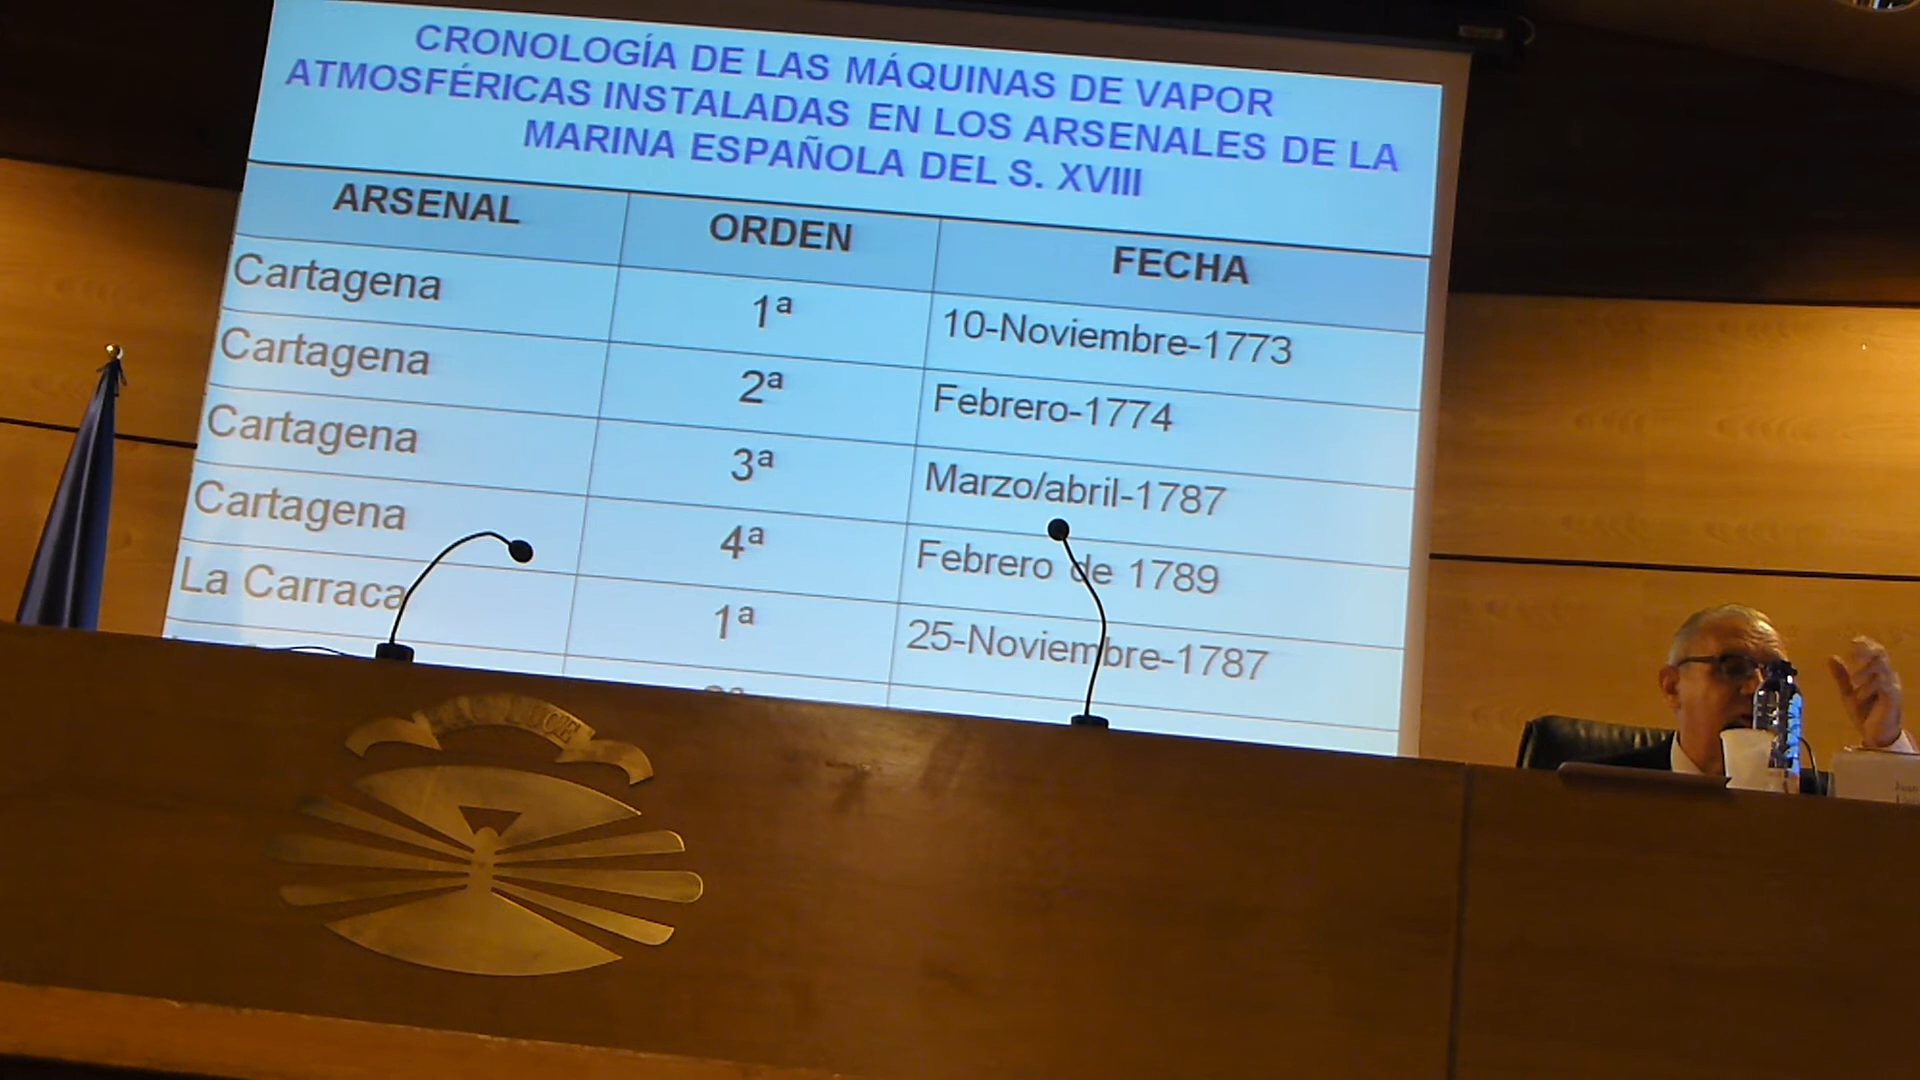 CRONOLOGÍA DE LAS MÁQUINAS DE VAPOR
ATMOSFÉRICAS INSTALADAS EN LOS ARSENALES DE LA
MARINA ESPAÑOLA DEL S. XVIII
ARSENAL ORDEN FECHA
Cartagena 1ª 10-Noviembre-1773
Cartagena 2ª Febrero-1774
Cartagena 3ª Marzo/abril-1787
Cartagena 4ª Febrero de 1789
La Carraca 1ª 25-Noviembre-1787
Juan